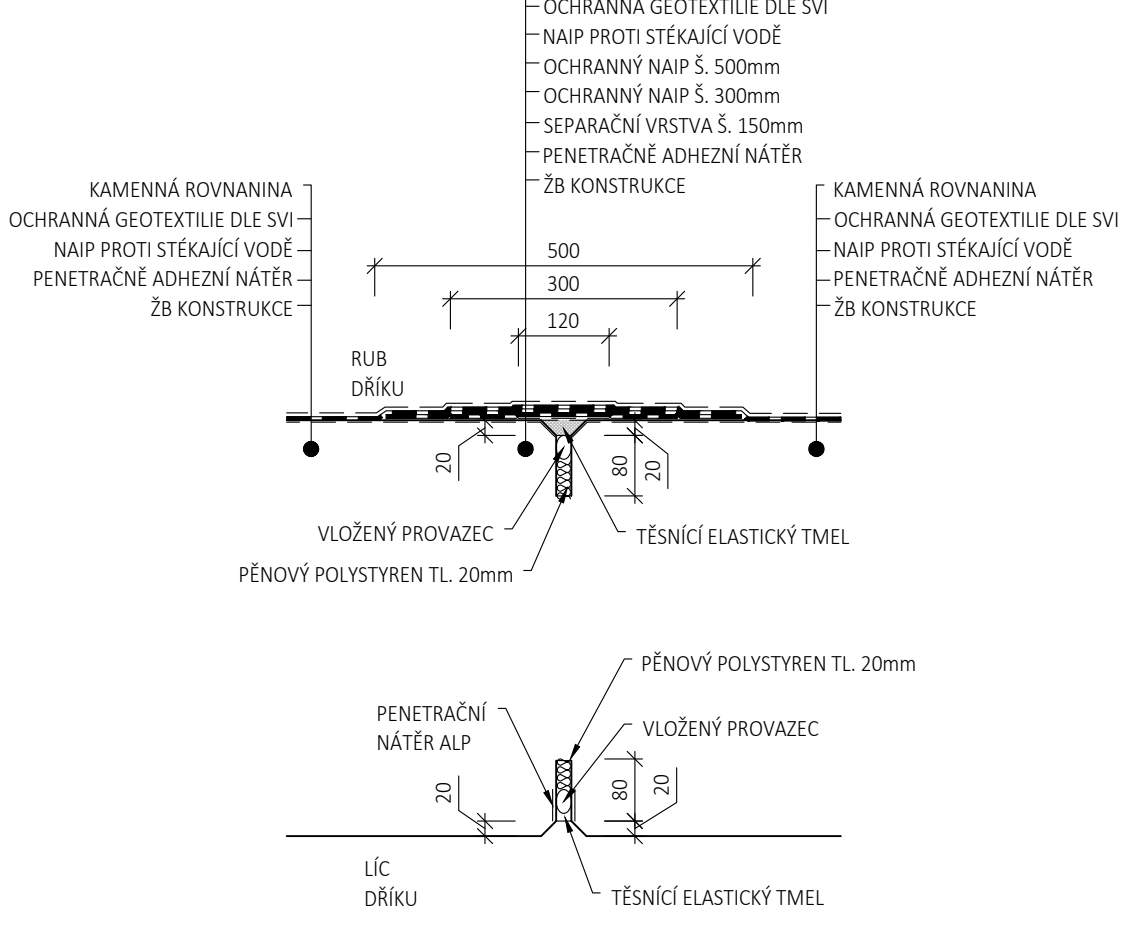 OCHRANNÁ GEOTEXTILIE DLE SVI
NAIP PROTI STÉKAJÍCÍ VODĚ
OCHRANNÝ NAIP Š. 500mm
OCHRANNÝ NAIP Š. 300mm
SEPARAČNÍ VRSTVA Š. 150mm
PENETRAČNĚ ADHEZNÍ NÁTĚR
ŽB KONSTRUKCE
KAMENNÁ ROVNANINA
OCHRANNÁ GEOTEXTILIE DLE SVI
NAIP PROTI STÉKAJÍCÍ VODĚ
PENETRAČNĚ ADHEZNÍ NÁTĚR
ŽB KONSTRUKCE
KAMENNÁ ROVNANINA
OCHRANNÁ GEOTEXTILIE DLE SVI
NAIP PROTI STÉKAJÍCÍ VODĚ
PENETRAČNĚ ADHEZNÍ NÁTĚR
ŽB KONSTRUKCE
500
300
120
RUB
DŘÍKU
20
80
20
VLOŽENÝ PROVAZEC
TĚSNÍCÍ ELASTICKÝ TMEL
PĚNOVÝ POLYSTYREN TL. 20mm
PĚNOVÝ POLYSTYREN TL. 20mm
PENETRAČNÍ
NÁTĚR ALP
VLOŽENÝ PROVAZEC
20
80
20
LÍC
DŘÍKU
TĚSNÍCÍ ELASTICKÝ TMEL